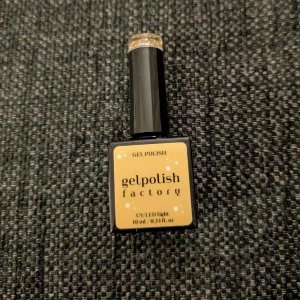 GEL POLISH
gelpolish
factory
UV/LED light
10 ml / 0.33 fl. oz